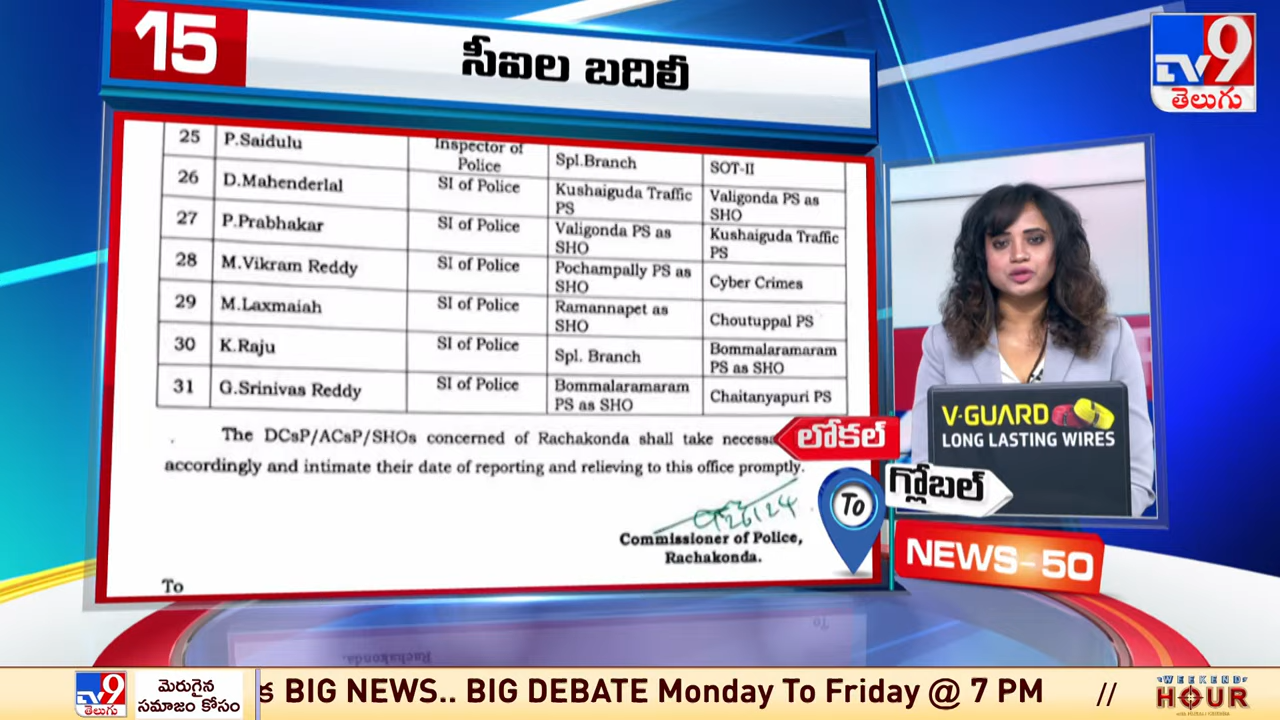 15
సీఐల బదిలీ
TV9
తెలుగు
25 P.Saidulu Inspector of Police Spl.Branch SOT-II
26 D.Mahenderlal SI of Police Kushaiguda Traffic PS Valigonda PS as SHO
27 P.Prabhakar SI of Police Valigonda PS as SHO Kushaiguda Traffic PS
28 M.Vikram Reddy SI of Police Pochampally PS as SHO Cyber Crimes
29 M.Laxmaiah SI of Police Ramannapet as SHO Choutuppal PS
30 K.Raju SI of Police Spl. Branch Bommalaramaram PS as SHO
31 G.Srinivas Reddy SI of Police Bommalaramaram PS as SHO Chaitanyapuri PS
The DCsP/ACsP/SHOs concerned of Rachakonda shall take
accordingly and intimate their date of reporting and relieving to this office promptly.
Commissioner of Police,
Rachakonda.
To
లోకల్
To
గ్లోబల్
NEWS-50
V-GUARD
LONG LASTING WIRES
TV9
తెలుగు
మెరుగైన
సమాజం కోసం
BIG NEWS.. BIG DEBATE Monday To Friday @ 7 PM //
WEEKEND
HOUR